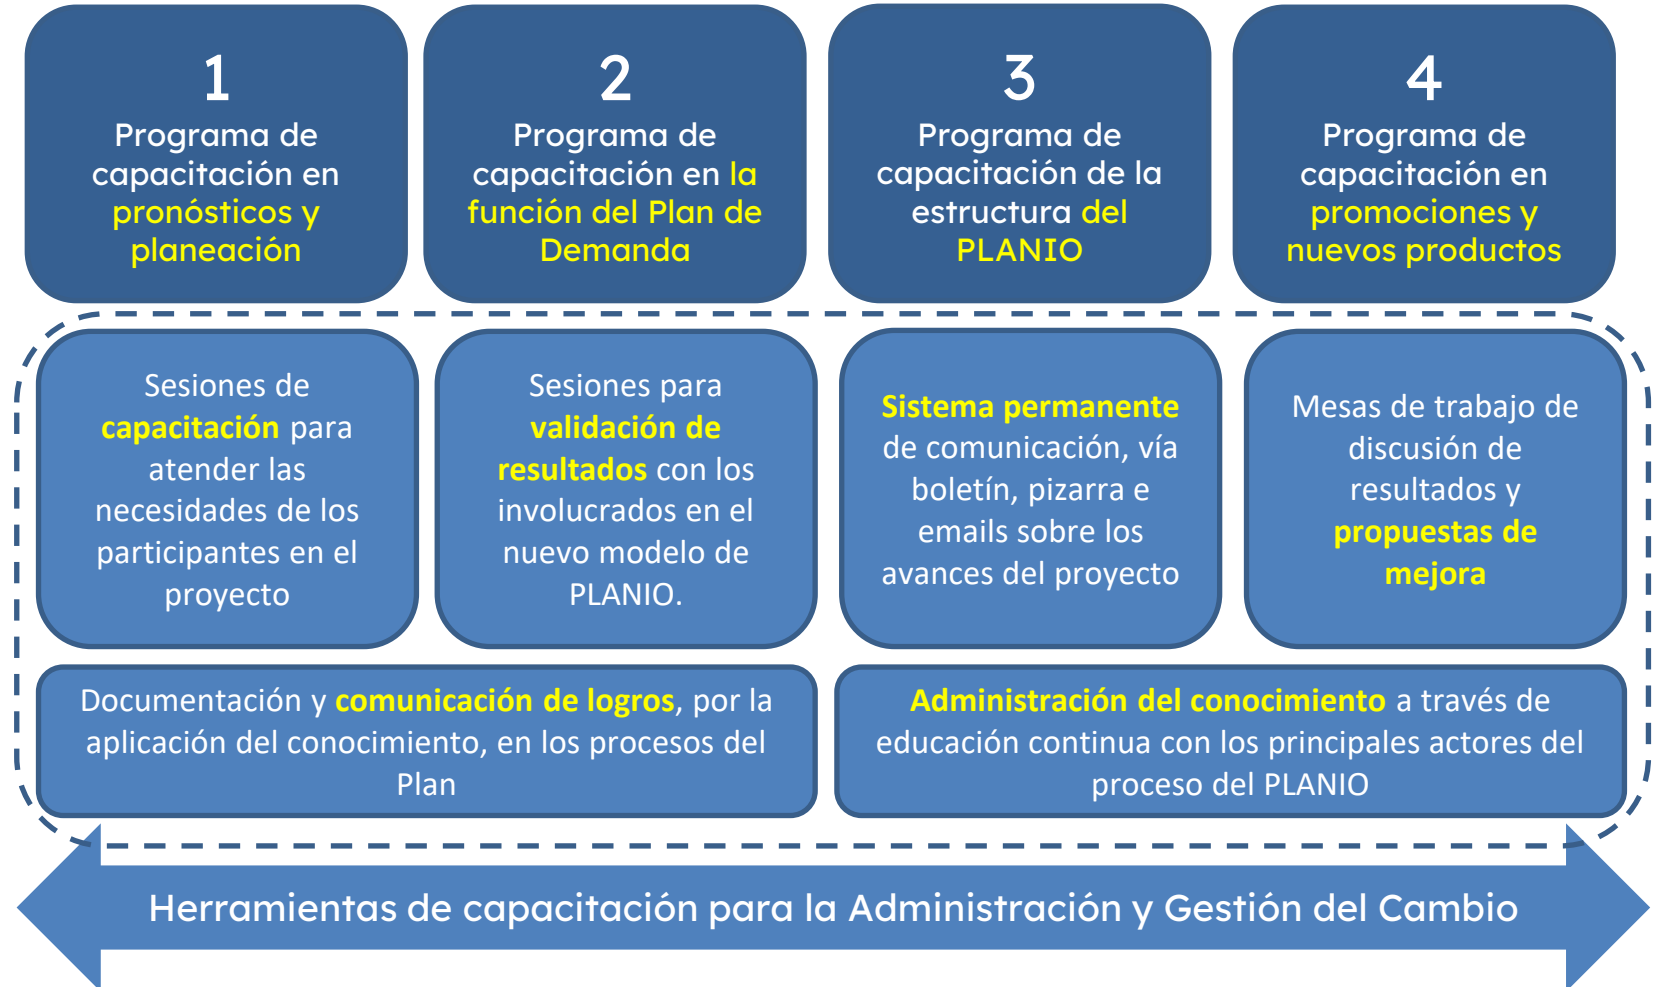 1
Programa de
capacitación en
pronósticos y
planeación
2
Programa de
capacitación en la
función del Plan de
Demanda
3
Programa de
capacitación de la
estructura del
PLANIO
4
Programa de
capacitación en
promociones y
nuevos productos
Sesiones de
capacitación para
atender las
necesidades de los
participantes en el
proyecto
Sesiones para
validación de
resultados con los
involucrados en el
nuevo modelo de
PLANIO.
Sistema permanente
de comunicación, vía
boletín, pizarra e
emails sobre los
avances del proyecto
Mesas de trabajo de
discusión de
resultados y
propuestas de
mejora
Documentación y comunicación de logros, por la
aplicación del conocimiento, en los procesos del
Plan
Administración del conocimiento a través de
educación continua con los principales actores del
proceso del PLANIO
Herramientas de capacitación para la Administración y Gestión del Cambio